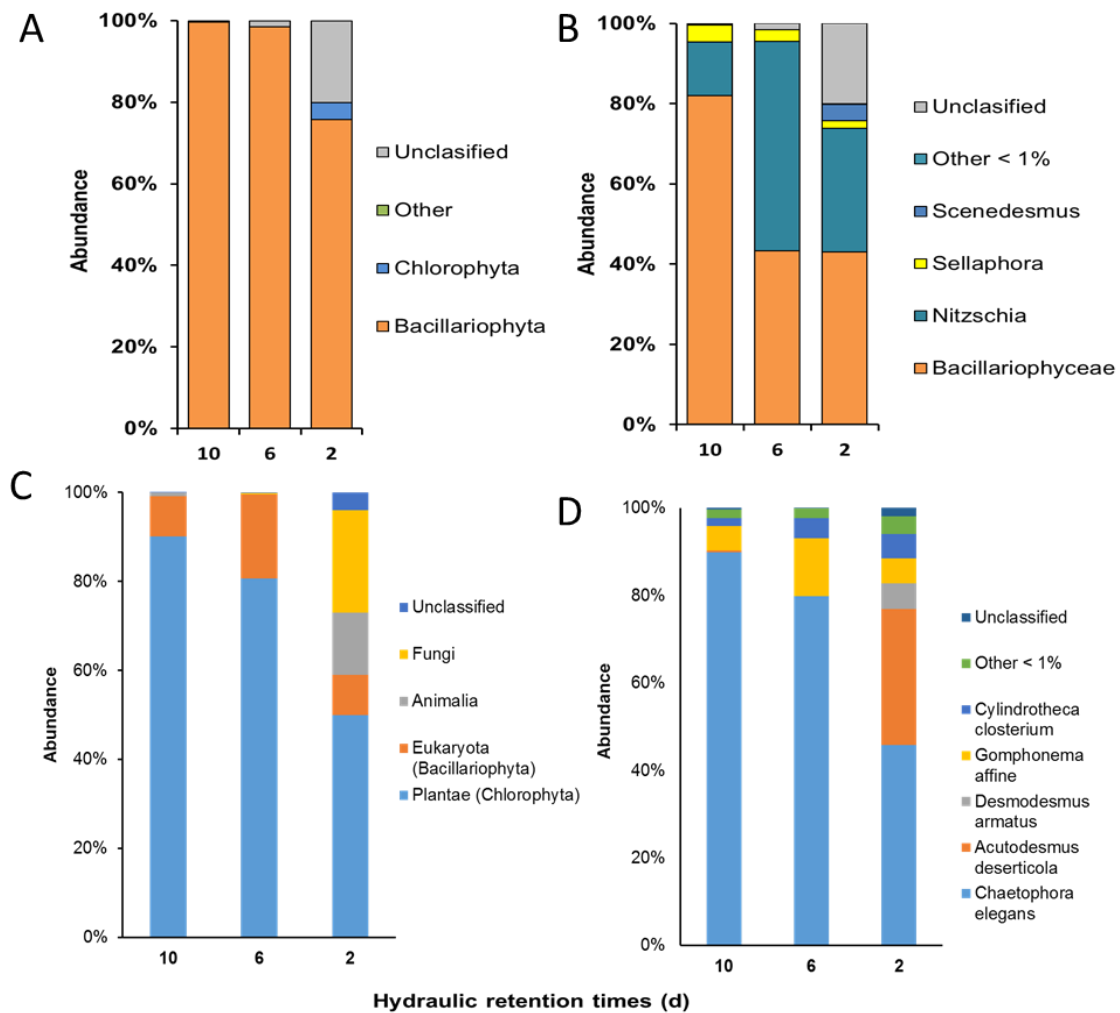 A
100%
80%
60%
40%
20%
0%
Abundance
10 6 2
Unclasified
Other
Chlorophyta
Bacillariophyta
B
100%
80%
60%
40%
20%
0%
Abundance
10 6 2
Unclasified
Other < 1%
Scenedesmus
Sellaphora
Nitzschia
Bacillariophyceae
C
100%
80%
60%
40%
20%
0%
Abundance
10 6 2
Unclassified
Fungi
Animalia
Eukaryota
(Bacillariophyta)
Plantae (Chlorophyta)
D
100%
80%
60%
40%
20%
0%
Abundance
10 6 2
Unclassified
Other < 1%
Cylindrotheca
closterium
Gomphonema
affine
Desmodesmus
armatus
Acutodesmus
deserticola
Chaetophora
elegans
Hydraulic retention times (d)